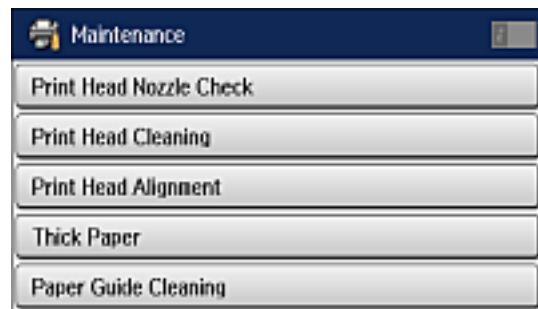 Maintenance
Print Head Nozzle Check
Print Head Cleaning
Print Head Alignment
Thick Paper
Paper Guide Cleaning